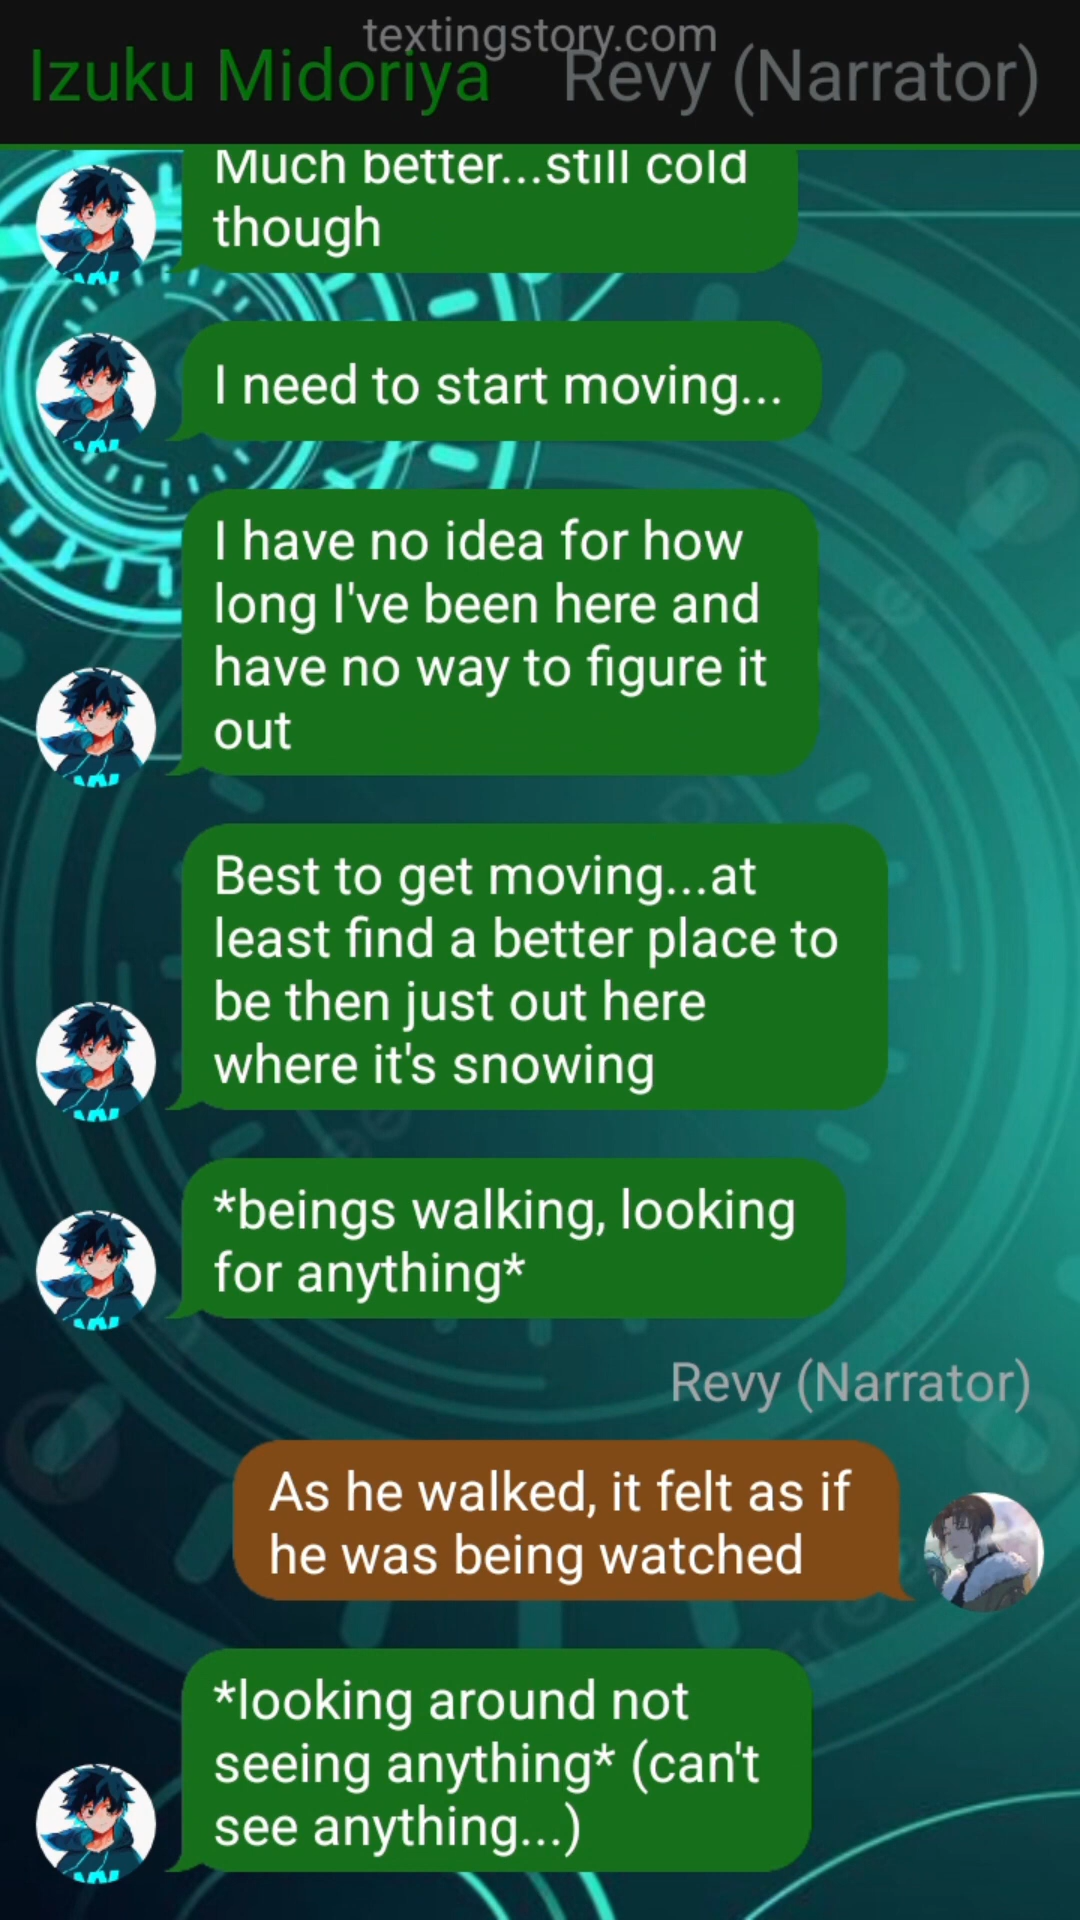 textingstory.com
Izuku Midoriya Revy (Narrator)
Much better...still cold
though
I need to start moving...
I have no idea for how
long I've been here and
have no way to figure it
out
Best to get moving...at
least find a better place to
be then just out here
where it's snowing
*beings walking, looking
for anything*
Revy (Narrator)
As he walked, it felt as if
he was being watched
*looking around not
seeing anything* (can't
see anything...)